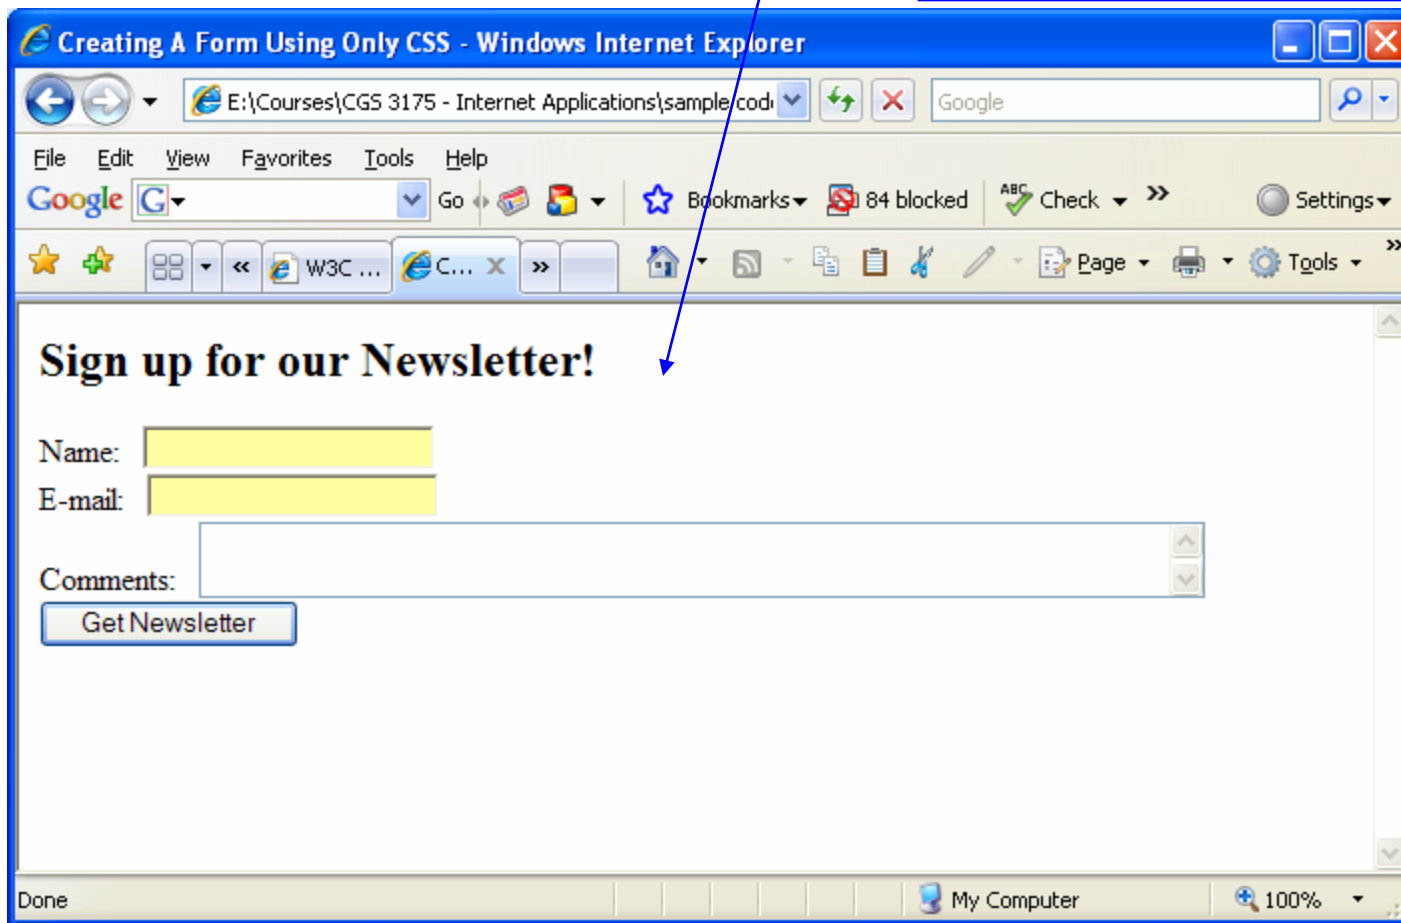 Creating A Form Using Only CSS - Windows Internet Explorer
E:\Courses\CGS 3175 - Internet Applications\sample code Google
File Edit View Favorites Tools Help
Google G Go Bookmarks 84 blocked ABC Check » Settings
« W3C ... C... X » Page Tools »
Sign up for our Newsletter!
Name:
E-mail:
Comments:
Get Newsletter
Done My Computer 100%